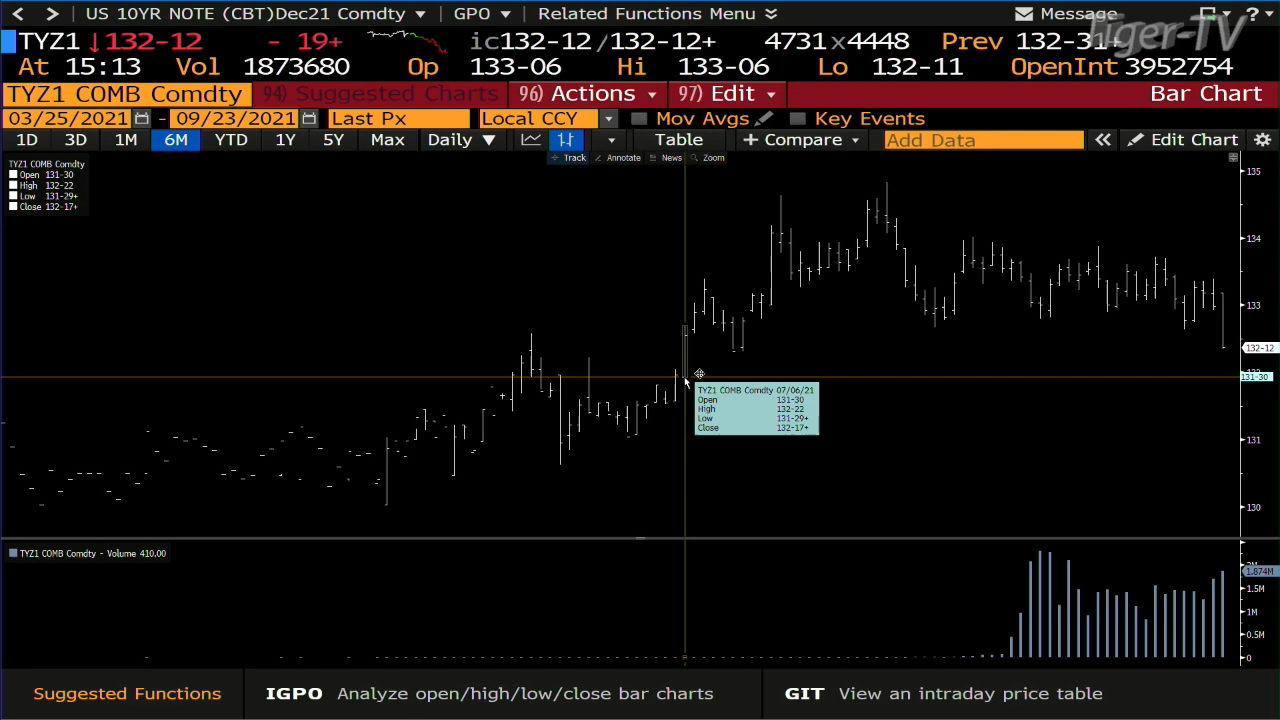 US 10YR NOTE (CBT)Dec21 Comdty GPO Related Functions Menu Message ?
TYZ1 ↓132-12 - 19+ ic132-12/132-12+ 4731x4448 Prev 132-31+
At 15:13 Vol 1873680 Op 133-06 Hi 133-06 Lo 132-11 OpenInt 3952754
TYZ1 COMB Comdty 94) Suggested Charts 96) Actions 97) Edit Bar Chart
03/25/2021 - 09/23/2021 Last Px Local CCY Mov Avgs Key Events
1D 3D 1M 6M YTD 1Y 5Y Max Daily Table + Compare Add Data « Edit Chart
Track Annotate News Zoom
TYZ1 COMB Comdty
Open 131-30
High 132-22
Low 131-29+
Close 132-17+
135
134
133
132-12
131-30
131
130
TYZ1 COMB Comdty 07/06/21
Open 131-30
High 132-22
Low 131-29+
Close 132-17+
TYZ1 COMB Comdty - Volume 410.00
1.874M
1.5M
1M
0.5M
0
Suggested Functions IGPO Analyze open/high/low/close bar charts GIT View an intraday price table